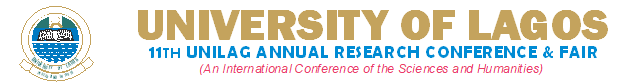 UNIVERSITY OF LAGOS
11TH UNILAG ANNUAL RESEARCH CONFERENCE & FAIR
(An International Conference of the Sciences and Humanities)